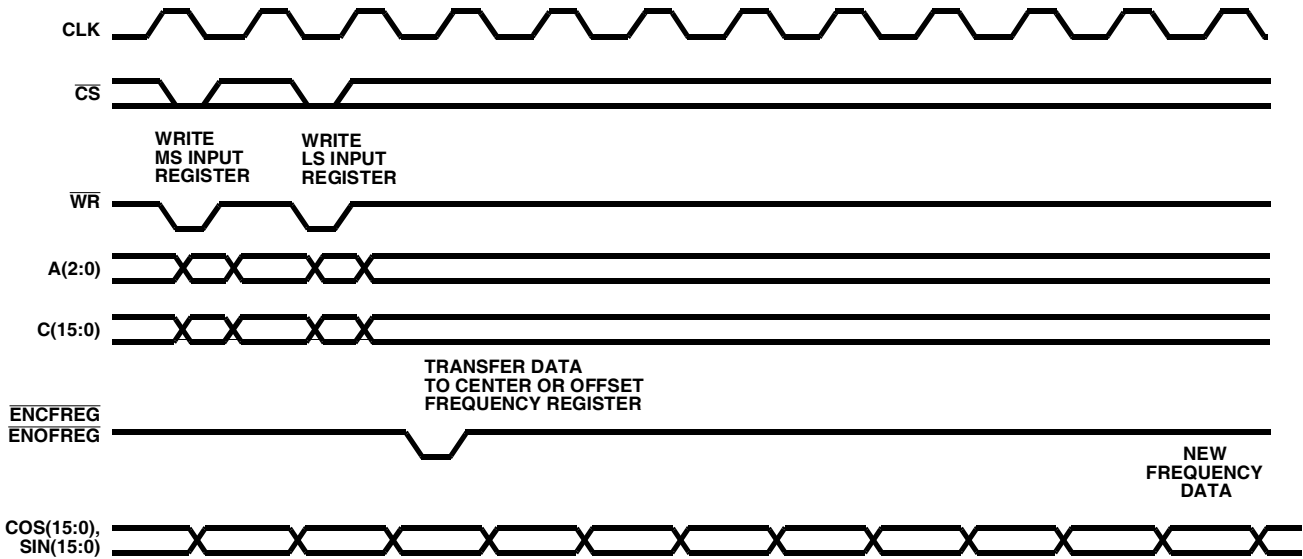 CLK
CS
WRITE
MS INPUT
REGISTER
WRITE
LS INPUT
REGISTER
WR
A(2:0)
C(15:0)
TRANSFER DATA
TO CENTER OR OFFSET
FREQUENCY REGISTER
ENCFREG
ENOFREG
NEW
FREQUENCY
DATA
COS(15:0),
SIN(15:0)